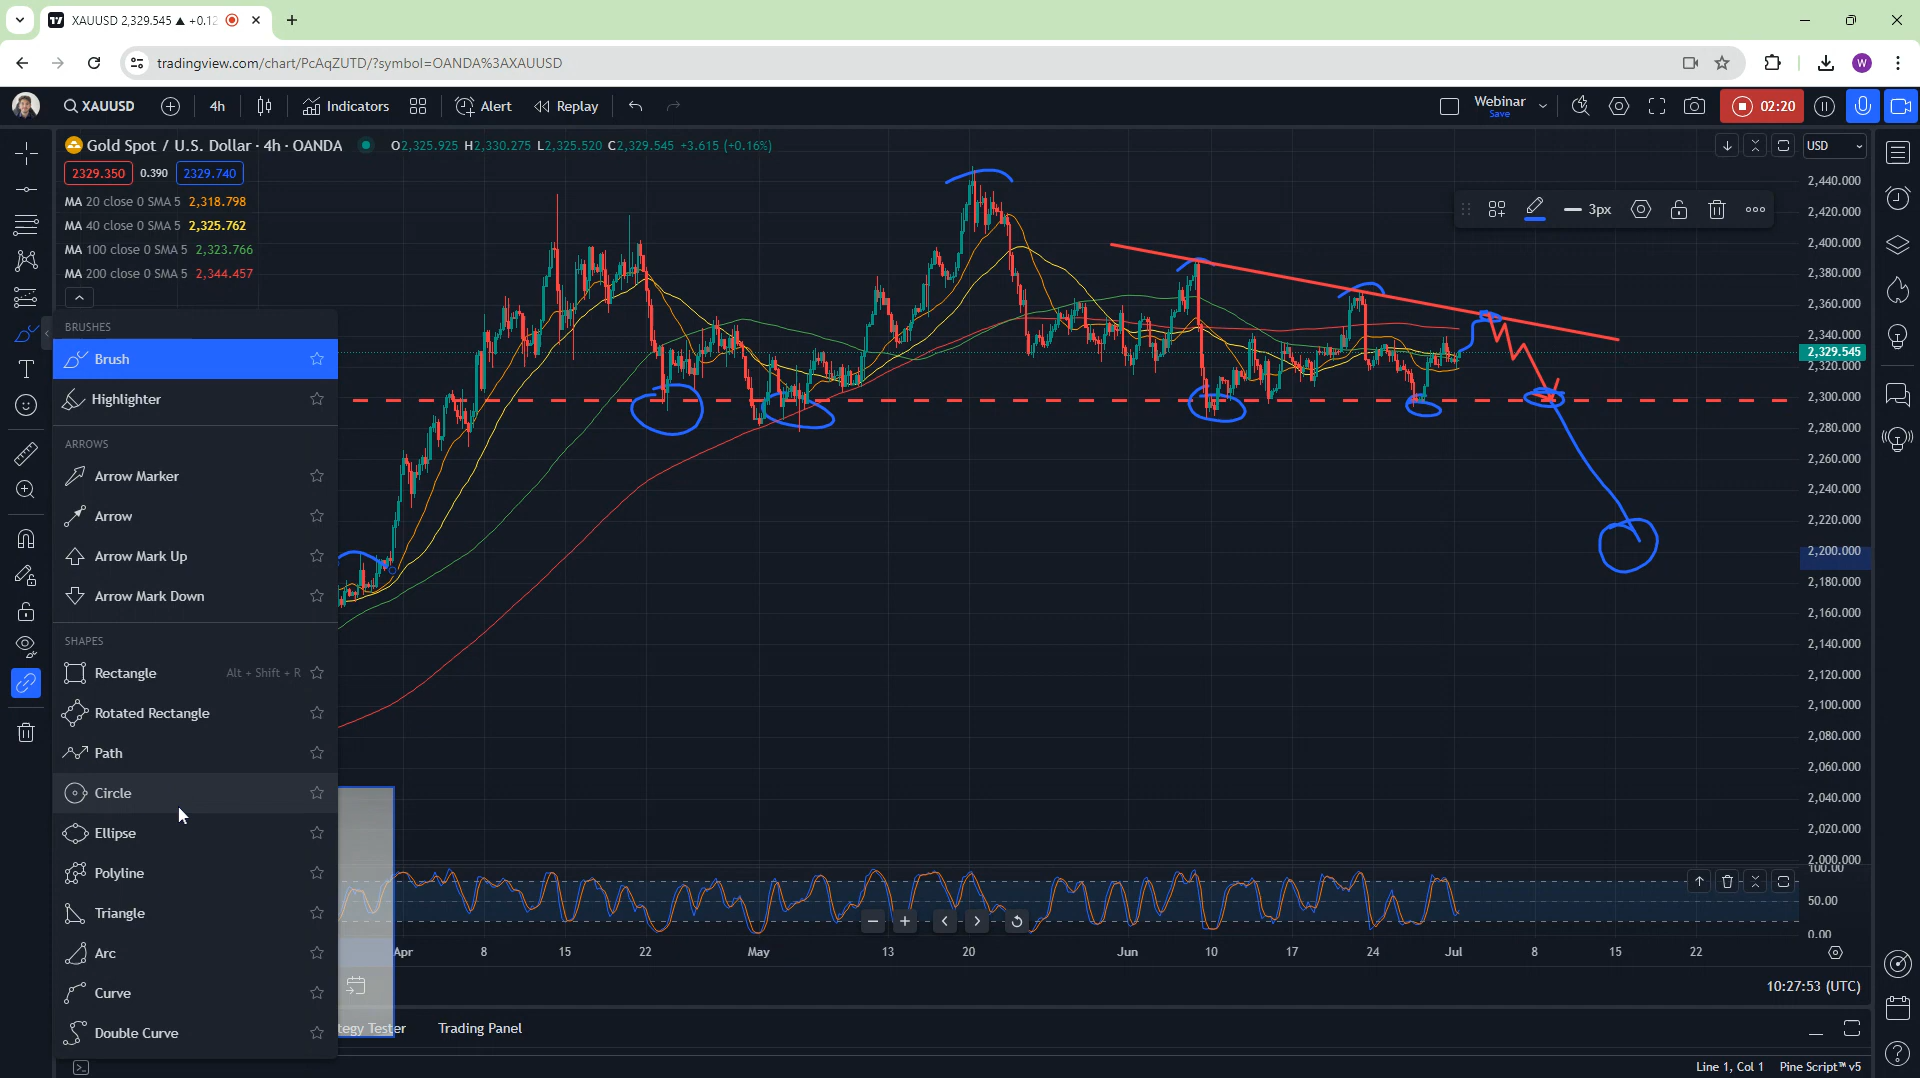 XAUUSD 2,329.545 ▲ +0.12
tradingview.com/chart/PcAqZUTD/?symbol=OANDA%3AXAUUSD
W
XAUUSD
4h
Indicators
Alert
Replay
Webinar
Save
02:20
Gold Spot / U.S. Dollar · 4h · OANDA
O2,325.925 H2,330.275 L2,325.520 C2,329.545 +3.615 (+0.16%)
USD
2329.350
0.390
2329.740
MA 20 close 0 SMA 5 2,318.798
MA 40 close 0 SMA 5 2,325.762
MA 100 close 0 SMA 5 2,323.766
MA 200 close 0 SMA 5 2,344.457
3px
BRUSHES
Brush
Highlighter
ARROWS
Arrow Marker
Arrow
Arrow Mark Up
Arrow Mark Down
SHAPES
Rectangle Alt + Shift + R
Rotated Rectangle
Path
Circle
Ellipse
Polyline
Triangle
Arc
Curve
Double Curve
2,440.000
2,420.000
2,400.000
2,380.000
2,360.000
2,340.000
2,329.545
2,320.000
2,300.000
2,280.000
2,260.000
2,240.000
2,220.000
2,200.000
2,180.000
2,160.000
2,140.000
2,120.000
2,100.000
2,080.000
2,060.000
2,040.000
2,020.000
2,000.000
100.00
50.00
0.00
Apr 8 15 22 May 13 20 Jun 10 17 24 Jul 8 15 22
10:27:53 (UTC)
tegy Tester
Trading Panel
Line 1, Col 1 Pine Script™ v5